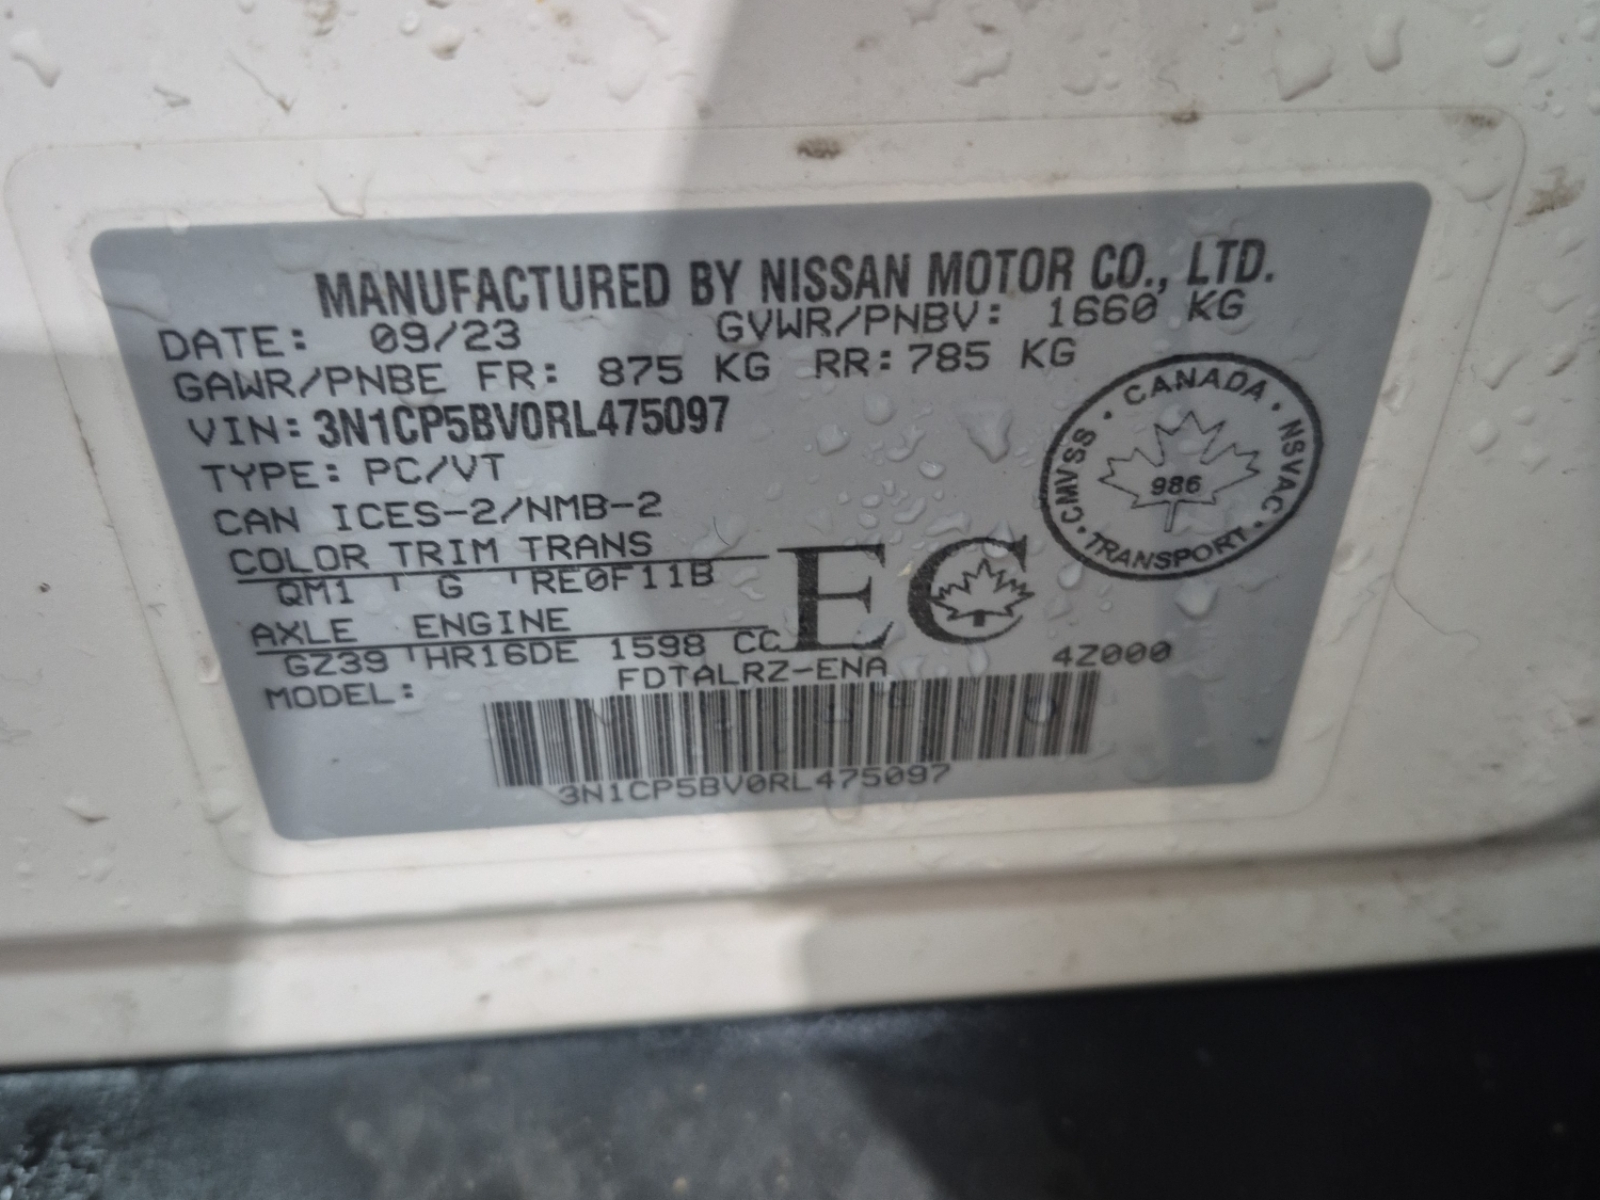 MANUFACTURED BY NISSAN MOTOR CO., LTD.
DATE: 09/23 GVWR/PNBV: 1660 KG
GAWR/PNBE FR: 875 KG RR: 785 KG
VIN: 3N1CP5BV0RL475097
TYPE: PC/VT
CAN ICES-2/NMB-2
COLOR TRIM TRANS
QM1 ' G ' RE0F11B
AXLE ENGINE
GZ39 ' HR16DE 1598 CC
MODEL: FDTALRZ-ENA 4Z000
3N1CP5BV0RL475097
EC
· CANADA · NSVAC · TRANSPORT · CMVSS
986